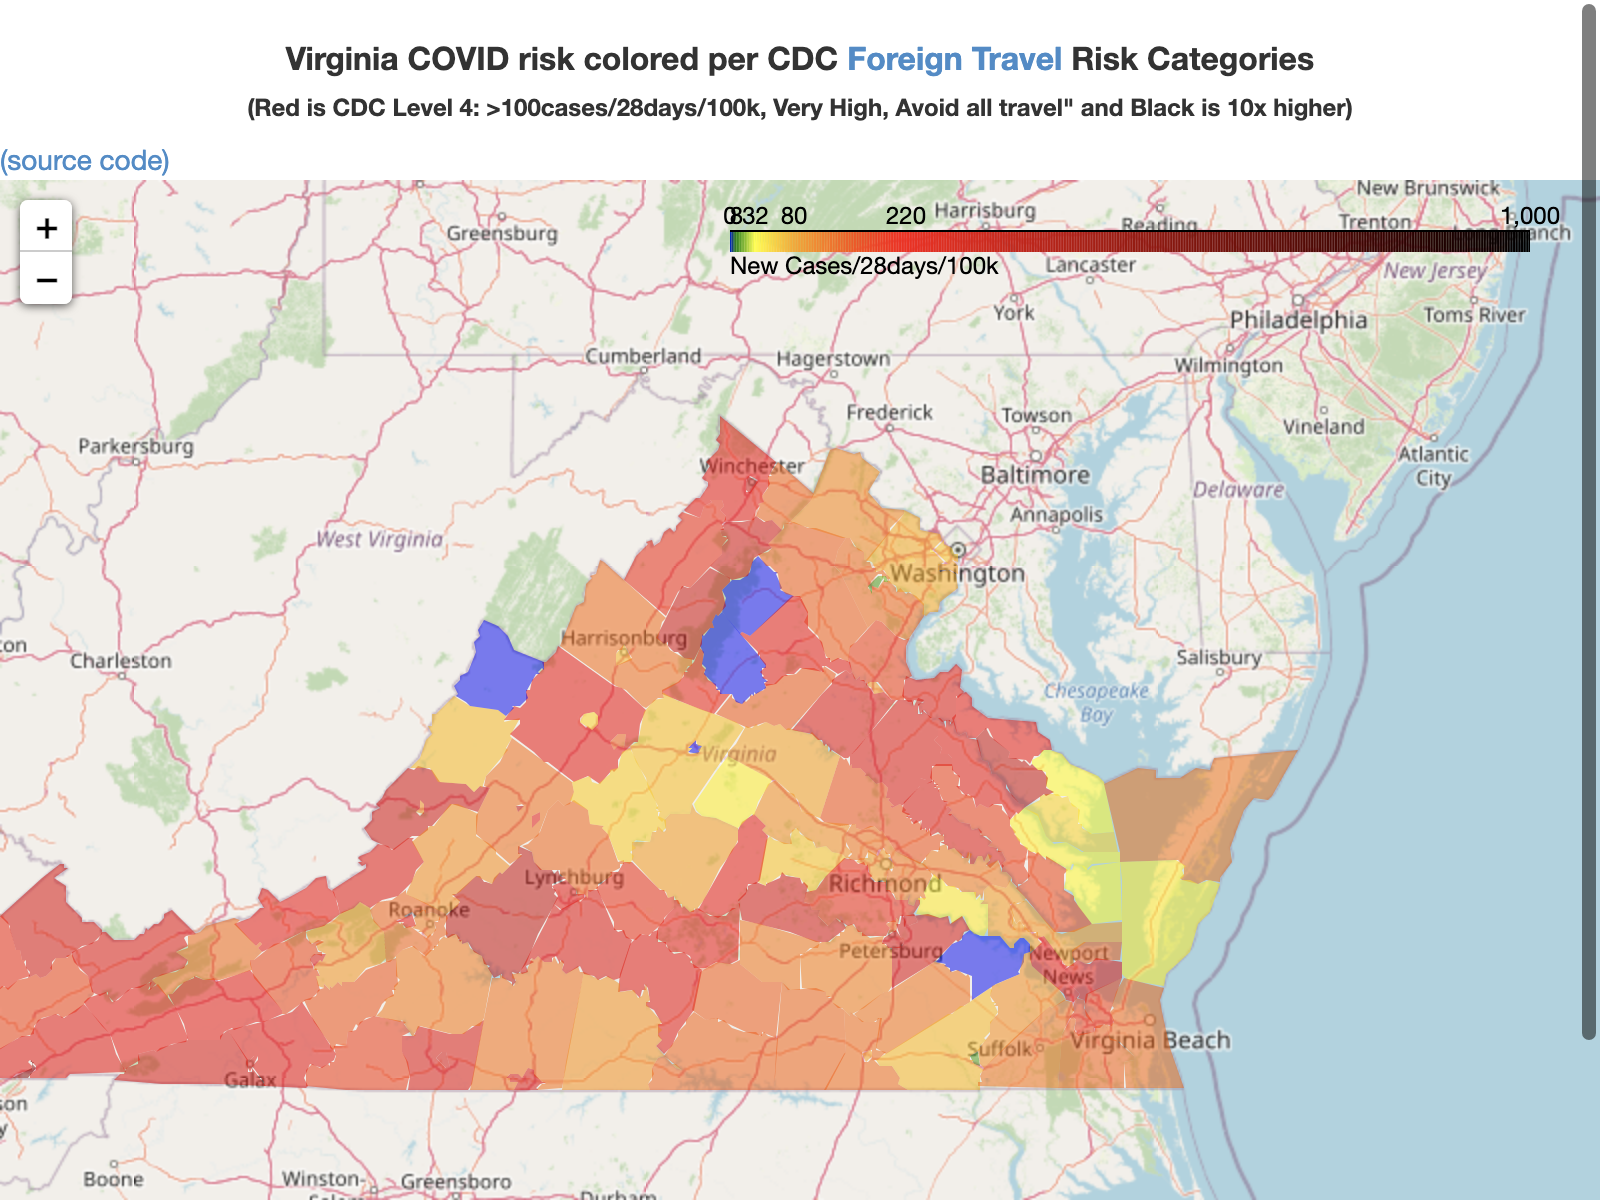 Virginia COVID risk colored per CDC Foreign Travel Risk Categories
(Red is CDC Level 4: >100cases/28days/100k, Very High, Avoid all travel" and Black is 10x higher)
(source code)
+
−
0 8 32 80 220 1,000
New Cases/28days/100k
New Brunswick
Harrisburg
Reading
Trenton
Long Branch
Greensburg
Lancaster
New Jersey
York
Philadelphia
Toms River
Cumberland
Hagerstown
Wilmington
Frederick
Towson
Vineland
Parkersburg
Winchester
Baltimore
Atlantic
City
Delaware
Annapolis
West Virginia
Washington
Harrisonburg
Charleston
Salisbury
Chesapeake
Bay
Virginia
Lynchburg
Richmond
Roanoke
Petersburg
Newport
News
Suffolk
Virginia Beach
Galax
Boone
Winston-
Salem
Greensboro
Durham